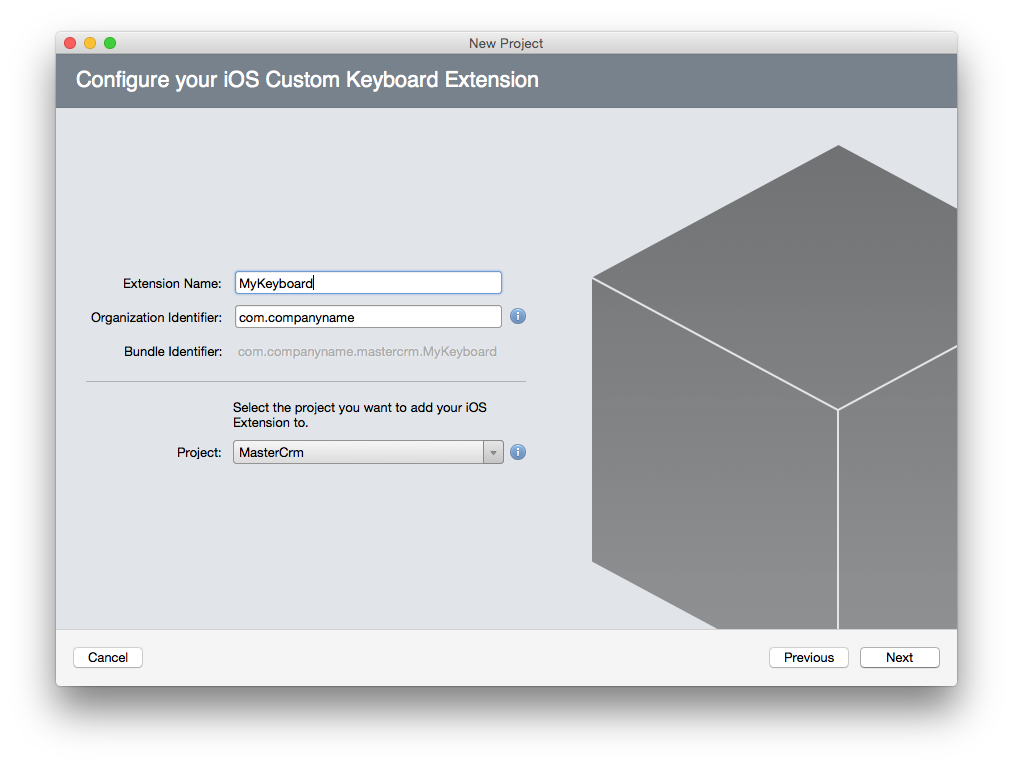 New Project
Configure your iOS Custom Keyboard Extension
Extension Name: MyKeyboard
Organization Identifier: com.companyname
Bundle Identifier: com.companyname.mastercrm.MyKeyboard
Select the project you want to add your iOS
Extension to.
Project: MasterCrm
Cancel Previous Next